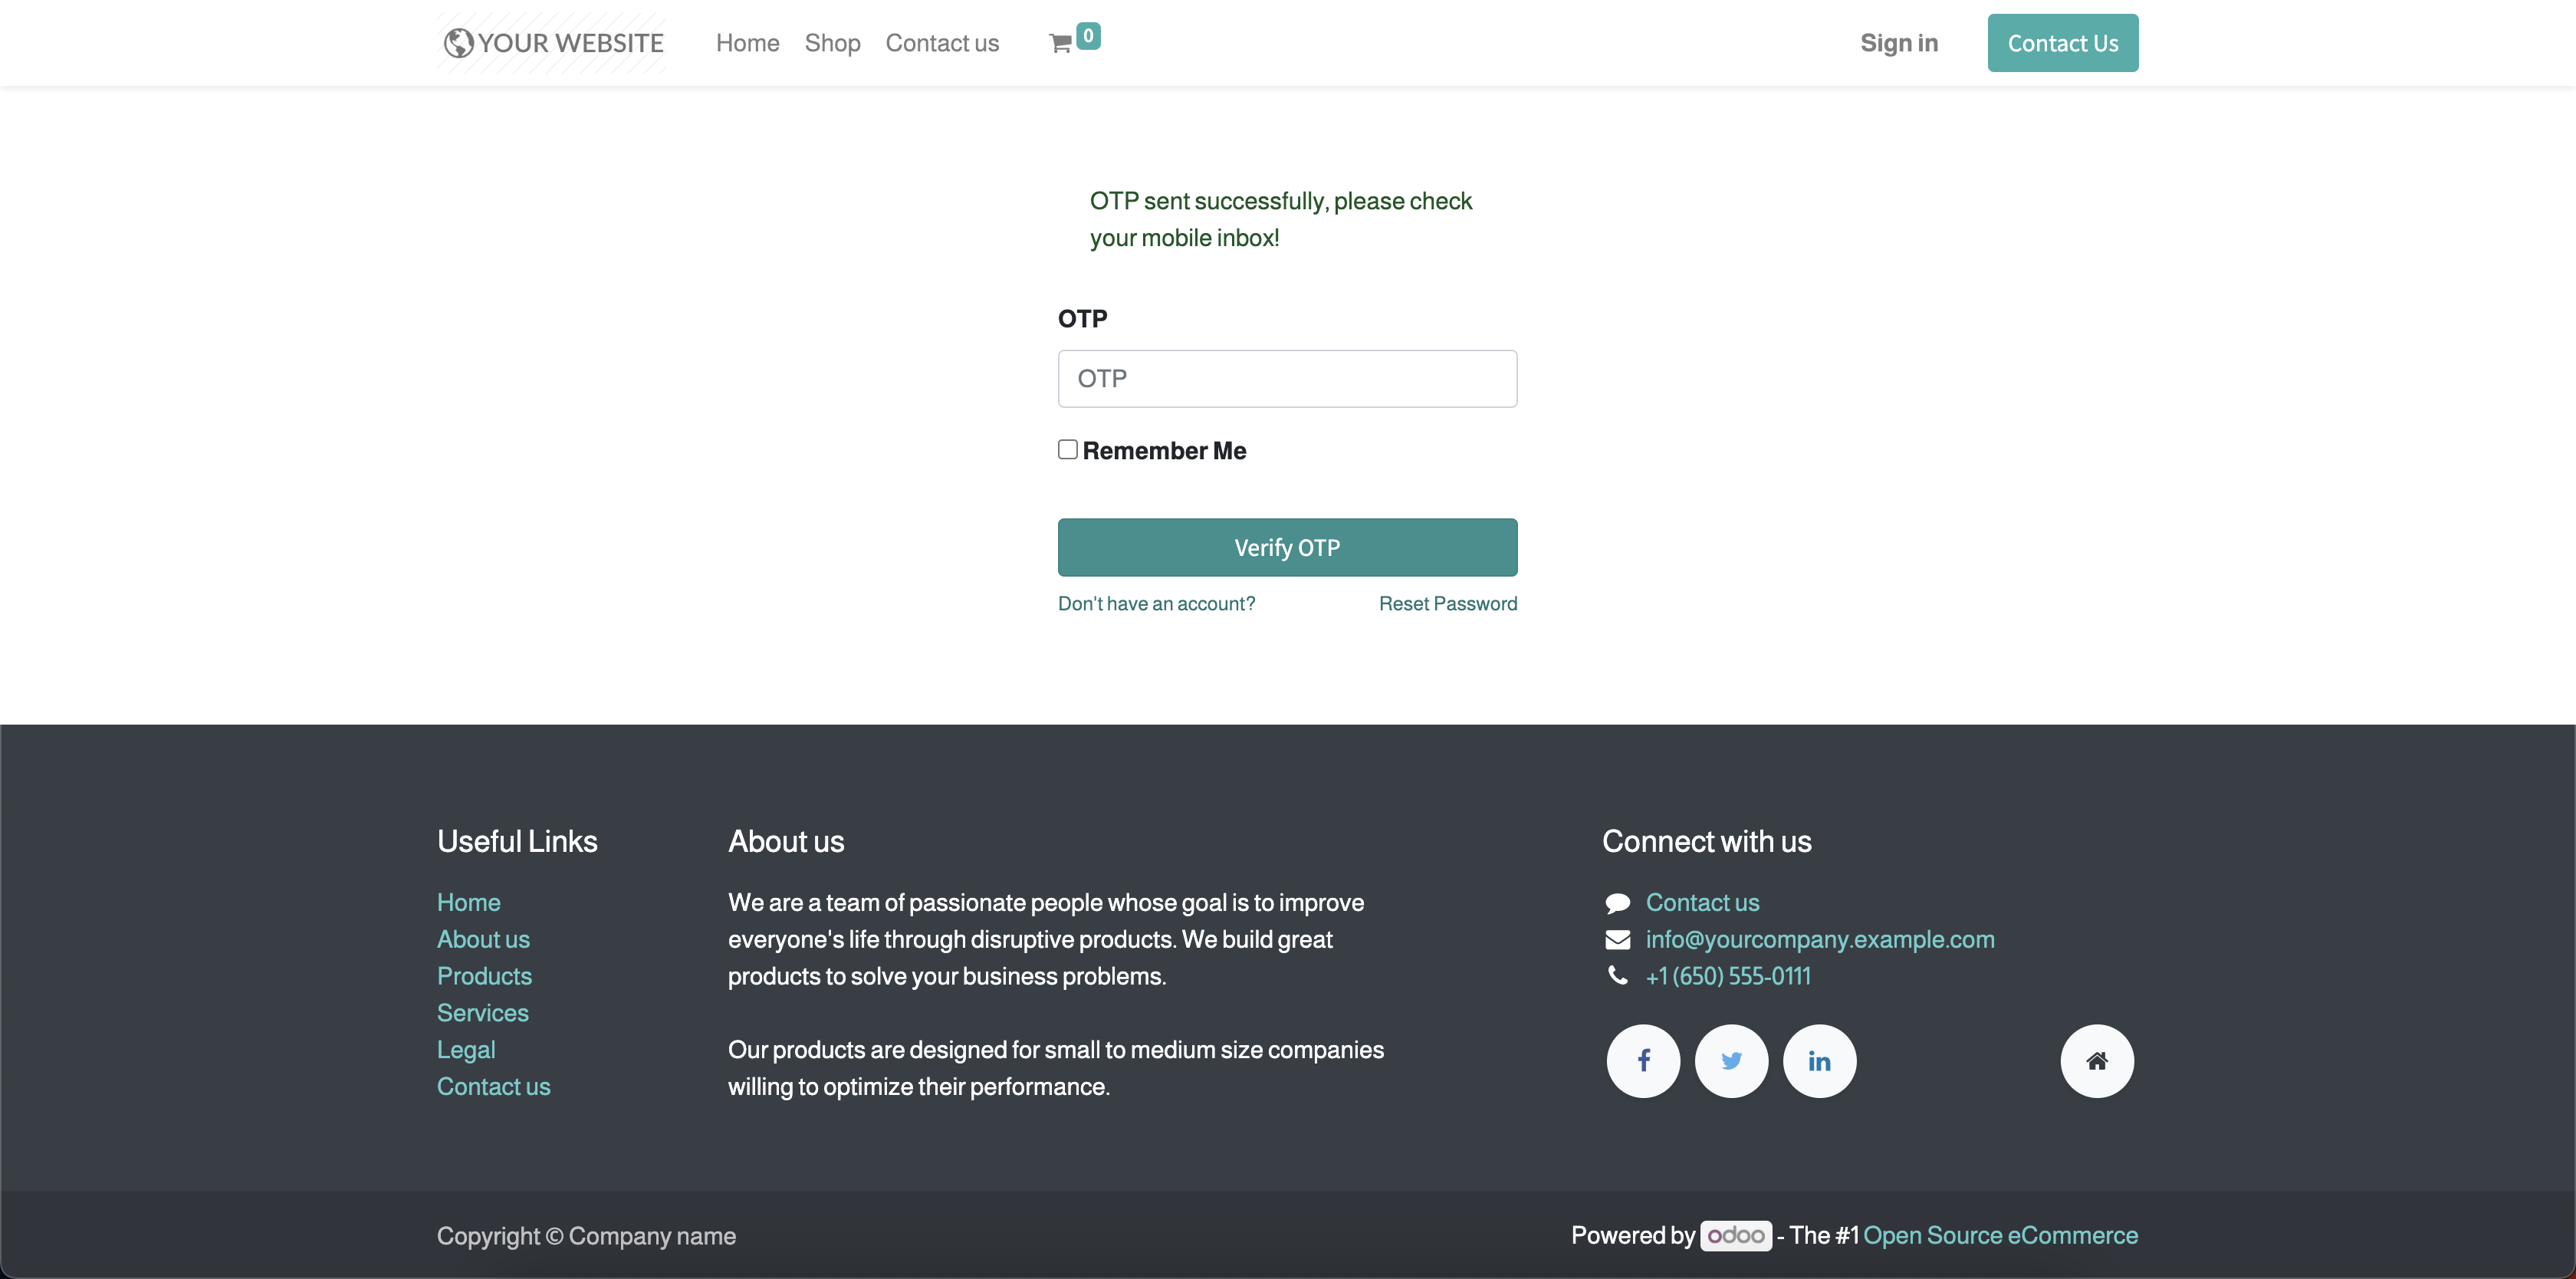 YOUR WEBSITE Home Shop Contact us 0 Sign in Contact Us
OTP sent successfully, please check
your mobile inbox!
OTP
OTP
Remember Me
Verify OTP
Don't have an account? Reset Password
Useful Links
Home
About us
Products
Services
Legal
Contact us
About us
We are a team of passionate people whose goal is to improve
everyone's life through disruptive products. We build great
products to solve your business problems.
Our products are designed for small to medium size companies
willing to optimize their performance.
Connect with us
Contact us
info@yourcompany.example.com
+1 (650) 555-0111
Copyright © Company name
Powered by odoo - The #1 Open Source eCommerce